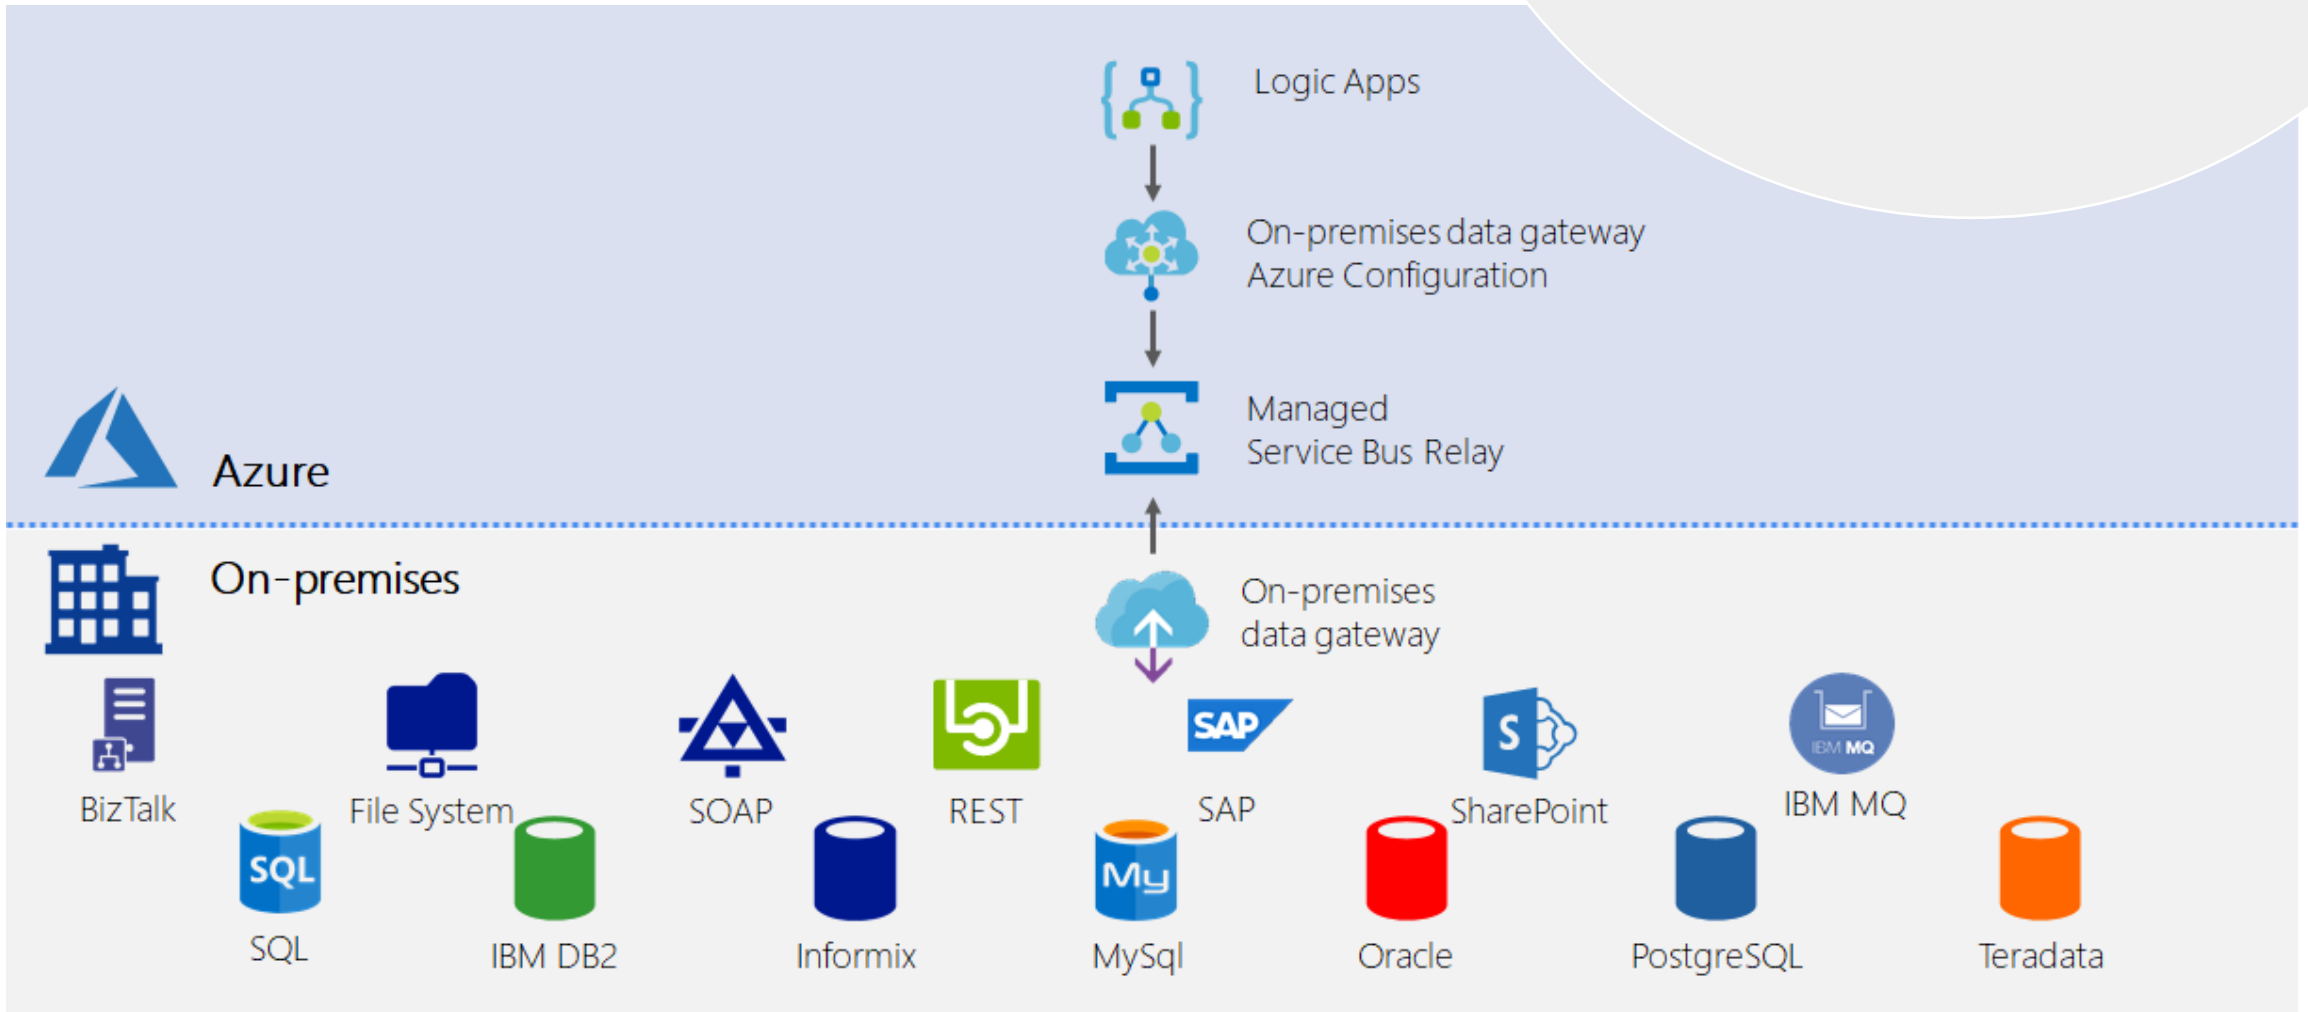 Logic Apps
On-premises data gateway
Azure Configuration
Managed
Service Bus Relay
Azure
On-premises
On-premises
data gateway
SAP
S
IBM MQ
BizTalk
File System
SOAP
REST
SAP
SharePoint
IBM MQ
SQL
My
SQL
IBM DB2
Informix
MySql
Oracle
PostgreSQL
Teradata